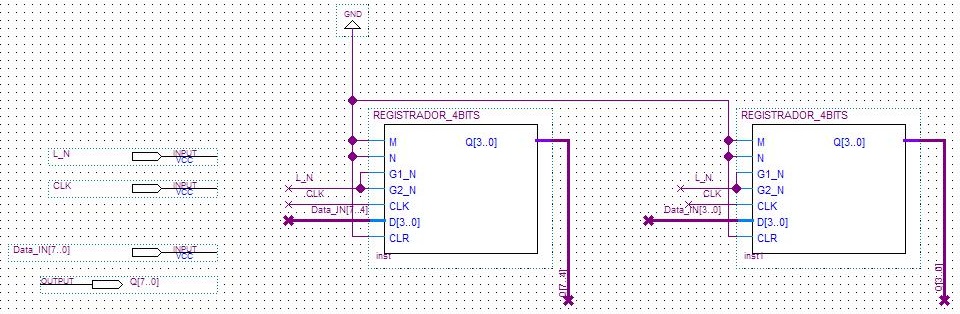 GND
REGISTRADOR_4BITS
M
N
G1_N
G2_N
CLK
D[3..0]
CLR
Q[3..0]
inst
L_N
CLK
Data_IN[7..4]
Q[7..4]
REGISTRADOR_4BITS
M
N
G1_N
G2_N
CLK
D[3..0]
CLR
Q[3..0]
inst1
L_N
CLK
Data_IN[3..0]
Q[3..0]
L_N
INPUT
VCC
CLK
INPUT
VCC
Data_IN[7..0]
INPUT
VCC
OUTPUT
Q[7..0]